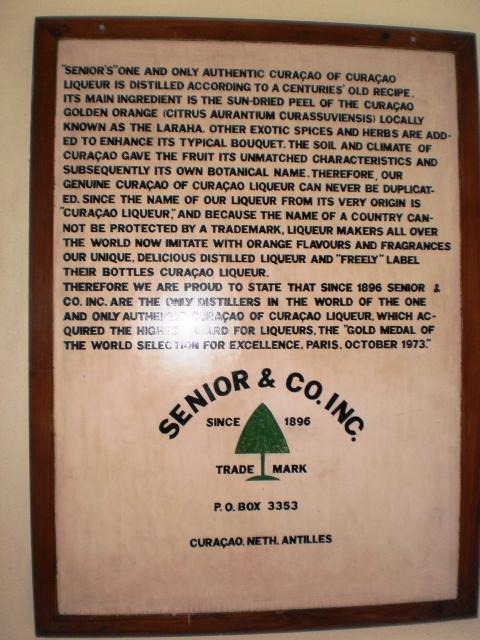 "SENIOR'S" ONE AND ONLY AUTHENTIC CURAÇAO OF CURAÇAO
LIQUEUR IS DISTILLED ACCORDING TO A CENTURIES' OLD RECIPE.
ITS MAIN INGREDIENT IS THE SUN-DRIED PEEL OF THE CURAÇAO
GOLDEN ORANGE (CITRUS AURANTIUM CURASSUVIENSIS) LOCALLY
KNOWN AS THE LARAHA. OTHER EXOTIC SPICES AND HERBS ARE ADD-
ED TO ENHANCE ITS TYPICAL BOUQUET. THE SOIL AND CLIMATE OF
CURAÇAO GAVE THE FRUIT ITS UNMATCHED CHARACTERISTICS AND
SUBSEQUENTLY ITS OWN BOTANICAL NAME. THEREFORE, OUR
GENUINE CURAÇAO OF CURAÇAO LIQUEUR CAN NEVER BE DUPLICAT-
ED. SINCE THE NAME OF OUR LIQUEUR FROM ITS VERY ORIGIN IS
"CURAÇAO LIQUEUR," AND BECAUSE THE NAME OF A COUNTRY CAN-
NOT BE PROTECTED BY A TRADEMARK, LIQUEUR MAKERS ALL OVER
THE WORLD NOW IMITATE WITH ORANGE FLAVOURS AND FRAGRANCES
OUR UNIQUE, DELICIOUS DISTILLED LIQUEUR AND "FREELY" LABEL
THEIR BOTTLES CURAÇAO LIQUEUR.
THEREFORE WE ARE PROUD TO STATE THAT SINCE 1896 SENIOR &
CO. INC. ARE THE ONLY DISTILLERS IN THE WORLD OF THE ONE
AND ONLY AUTHENTIC CURAÇAO OF CURAÇAO LIQUEUR, WHICH AC-
QUIRED THE HIGHEST AWARD FOR LIQUEURS, THE "GOLD MEDAL OF
THE WORLD SELECTION FOR EXCELLENCE, PARIS, OCTOBER 1973."
SENIOR & CO. INC.
SINCE 1896
TRADE MARK
P.O. BOX 3353
CURAÇAO, NETH. ANTILLES